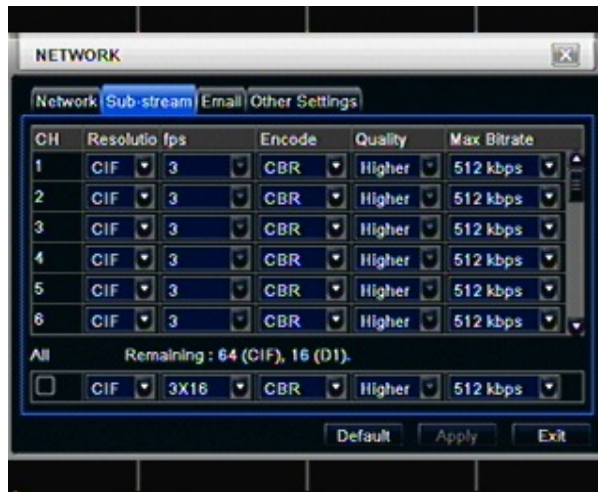 NETWORK
Network Sub-stream Email Other Settings
CH Resolutio fps Encode Quality Max Bitrate
1 CIF 3 CBR Higher 512 kbps
2 CIF 3 CBR Higher 512 kbps
3 CIF 3 CBR Higher 512 kbps
4 CIF 3 CBR Higher 512 kbps
5 CIF 3 CBR Higher 512 kbps
6 CIF 3 CBR Higher 512 kbps
All Remaining : 64 (CIF), 16 (D1).
CIF 3X16 CBR Higher 512 kbps
Default Apply Exit